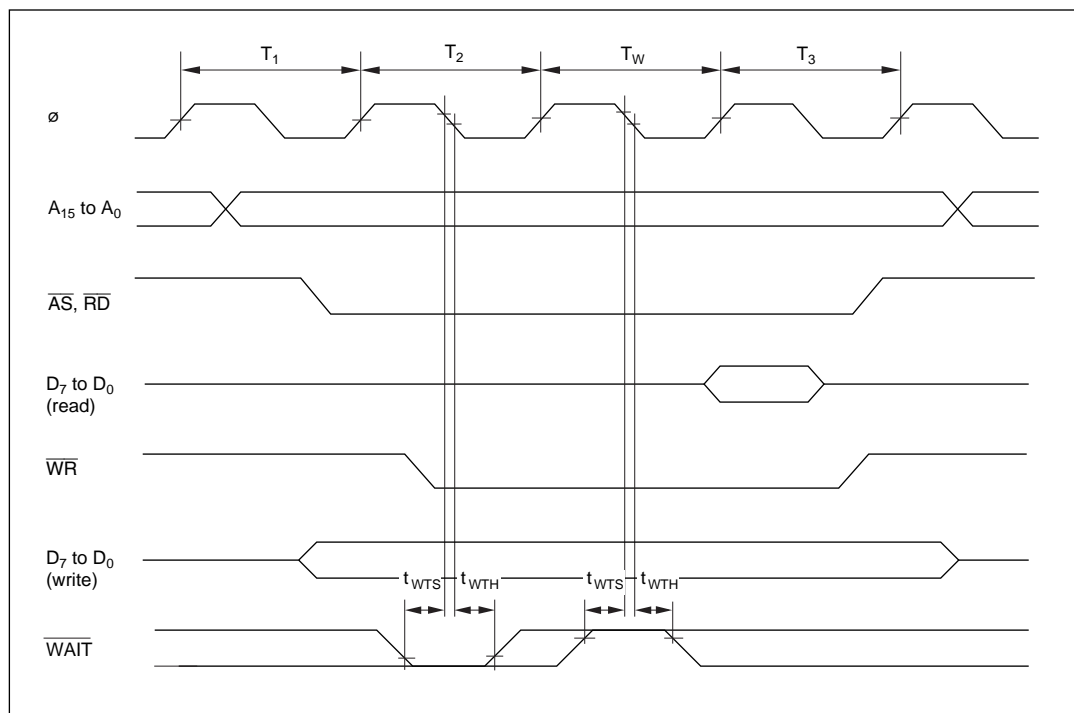 T1 T2 TW T3
ø
A15 to A0
AS, RD
D7 to D0
(read)
WR
D7 to D0
(write)
tWTS tWTH tWTS tWTH
WAIT